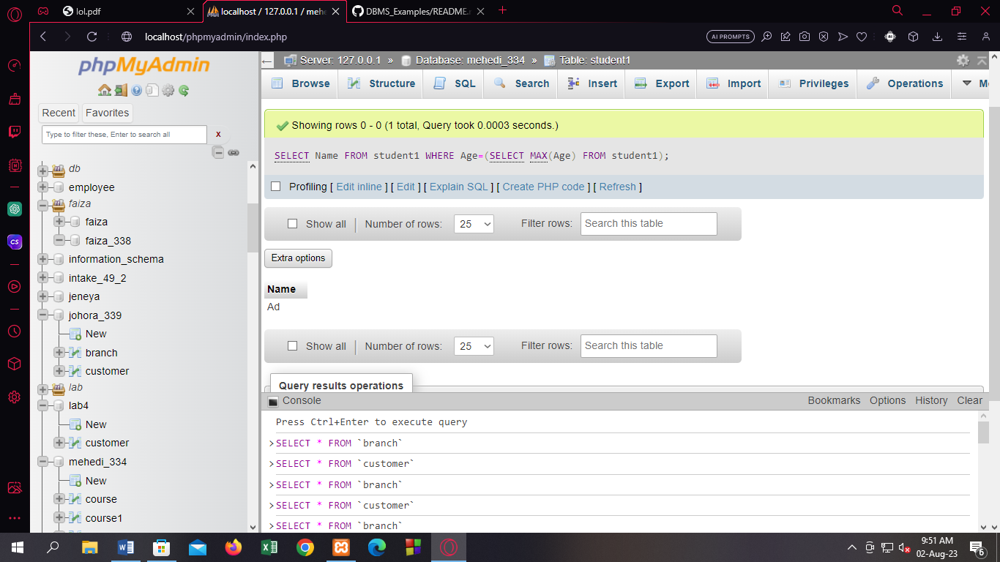 lol.pdf
localhost / 127.0.0.1 / mehe
DBMS_Examples/README.
localhost/phpmyadmin/index.php
AI PROMPTS
phpMyAdmin
Recent
Favorites
Type to filter these, Enter to search all
x
db
employee
faiza
faiza
faiza_338
information_schema
intake_49_2
jeneya
johora_339
New
branch
customer
lab
lab4
New
customer
mehedi_334
New
course
course1
Server: 127.0.0.1 » Database: mehedi_334 » Table: student1
Browse
Structure
SQL
Search
Insert
Export
Import
Privileges
Operations
Showing rows 0 - 0 (1 total, Query took 0.0003 seconds.)
SELECT Name FROM student1 WHERE Age=(SELECT MAX(Age) FROM student1);
Profiling [ Edit inline ] [ Edit ] [ Explain SQL ] [ Create PHP code ] [ Refresh ]
Show all
Number of rows:
25
Filter rows:
Search this table
Extra options
Name
Ad
Show all
Number of rows:
25
Filter rows:
Search this table
Query results operations
Console
Bookmarks
Options
History
Clear
Press Ctrl+Enter to execute query
>SELECT * FROM `branch`
>SELECT * FROM `customer`
>SELECT * FROM `branch`
>SELECT * FROM `customer`
>SELECT * FROM `branch`
CS
9:51 AM
02-Aug-23
6